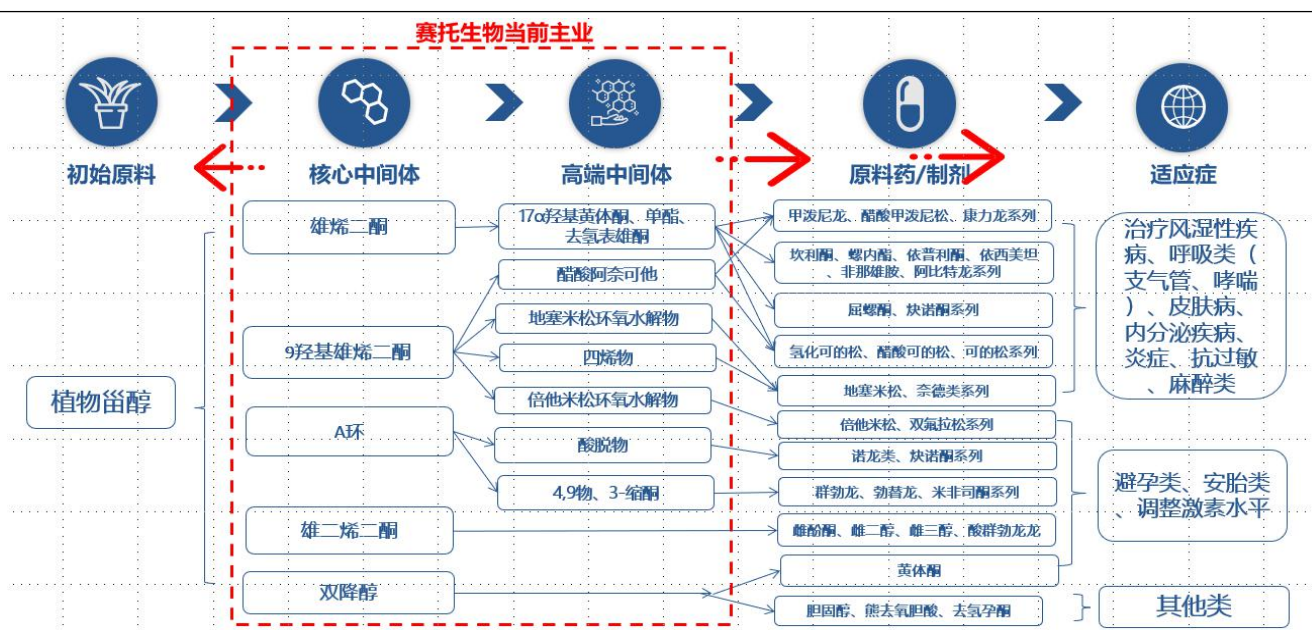 赛托生物当前主业
初始原料
核心中间体
高端中间体
原料药/制剂
适应症
植物甾醇
雄烯二酮
9羟基雄烯二酮
A环
雄二烯二酮
双降醇
17α羟基黄体酮、单酯、
去氢表雄酮
醋酸阿奈可他
地塞米松环氧水解物
四烯物
倍他米松环氧水解物
酸脱物
4,9物、3-缩酮
甲泼尼龙、醋酸甲泼尼松、康力龙系列
坎利酮、螺内酯、依普利酮、依西美坦
、非那雄胺、阿比特龙系列
屈螺酮、炔诺酮系列
氢化可的松、醋酸可的松、可的松系列
地塞米松、奈德类系列
倍他米松、双氟拉松系列
诺龙类、炔诺酮系列
群勃龙、勃替龙、米非司酮系列
雌酚酮、雌二醇、雌三醇、酸群勃龙龙
黄体酮
胆固醇、熊去氧胆酸、去氢孕酮
治疗风湿性疾
病、呼吸类（
支气管、哮喘
）、皮肤病、
内分泌疾病、
炎症、抗过敏
、麻醉类
避孕类、安胎类
、调整激素水平
其他类